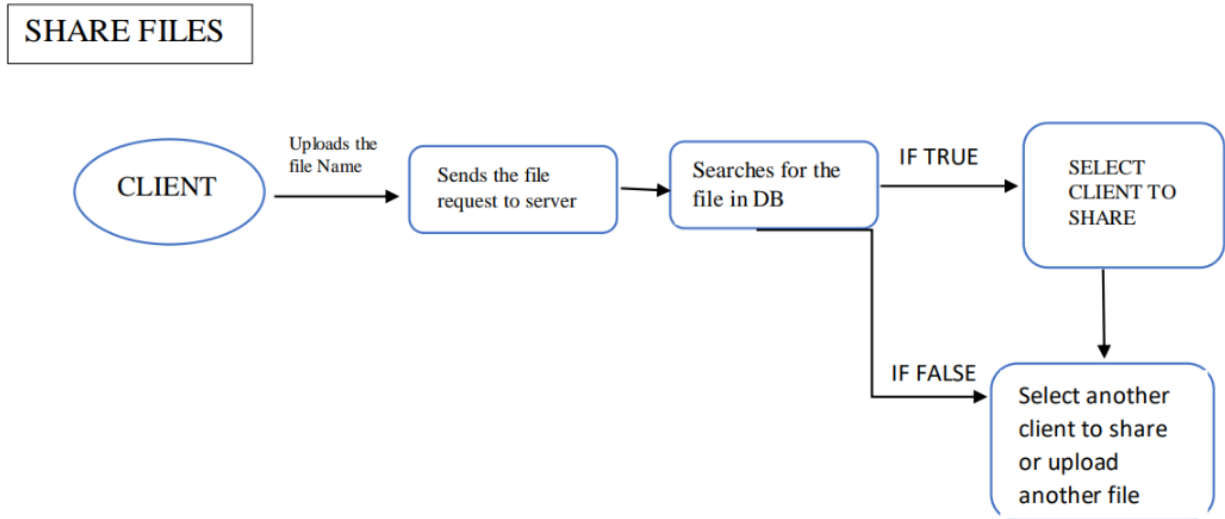 SHARE FILES
CLIENT
Uploads the
file Name
Sends the file
request to server
Searches for the
file in DB
IF TRUE
SELECT
CLIENT TO
SHARE
IF FALSE
Select another
client to share
or upload
another file